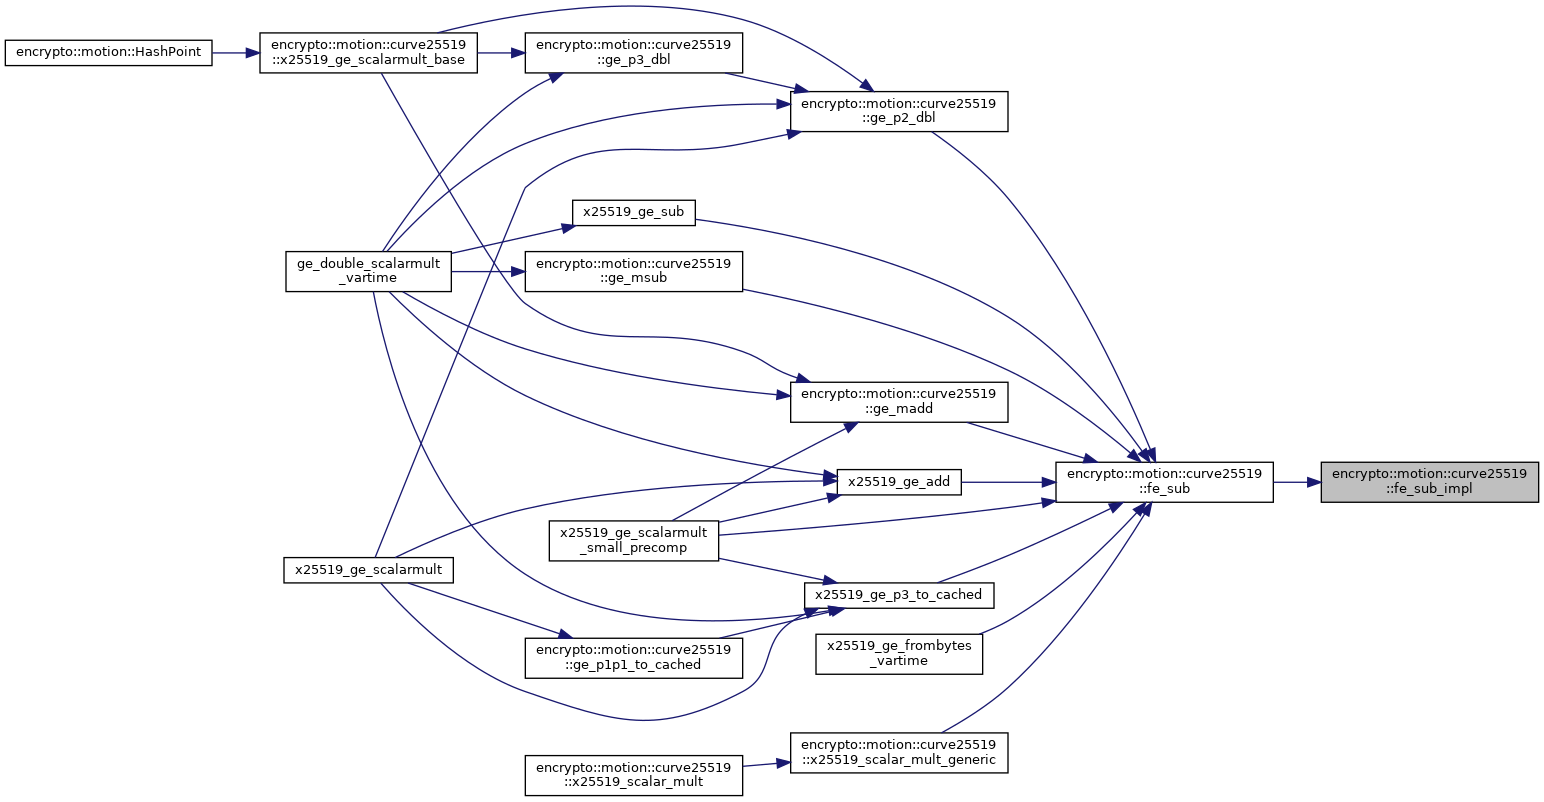 encrypto::motion::HashPoint
encrypto::motion::curve25519
::x25519_ge_scalarmult_base
encrypto::motion::curve25519
::ge_p3_dbl
encrypto::motion::curve25519
::ge_p2_dbl
x25519_ge_sub
ge_double_scalarmult
_vartime
encrypto::motion::curve25519
::ge_msub
encrypto::motion::curve25519
::ge_madd
x25519_ge_add
encrypto::motion::curve25519
::fe_sub
encrypto::motion::curve25519
::fe_sub_impl
x25519_ge_scalarmult
_small_precomp
x25519_ge_scalarmult
x25519_ge_p3_to_cached
encrypto::motion::curve25519
::ge_p1p1_to_cached
x25519_ge_frombytes
_vartime
encrypto::motion::curve25519
::x25519_scalar_mult_generic
encrypto::motion::curve25519
::x25519_scalar_mult